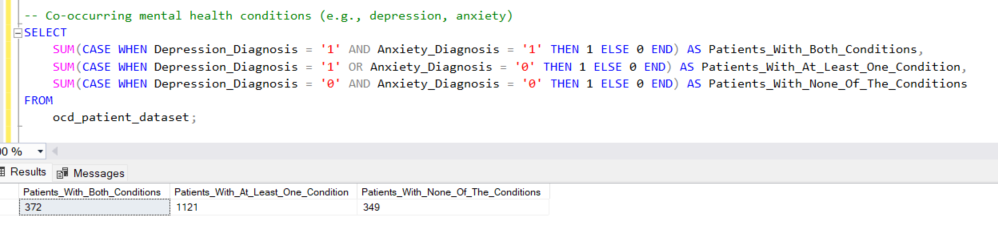 -- Co-occurring mental health conditions (e.g., depression, anxiety)
SELECT
SUM(CASE WHEN Depression_Diagnosis = '1' AND Anxiety_Diagnosis = '1' THEN 1 ELSE 0 END) AS Patients_With_Both_Conditions,
SUM(CASE WHEN Depression_Diagnosis = '1' OR Anxiety_Diagnosis = '0' THEN 1 ELSE 0 END) AS Patients_With_At_Least_One_Condition,
SUM(CASE WHEN Depression_Diagnosis = '0' AND Anxiety_Diagnosis = '0' THEN 1 ELSE 0 END) AS Patients_With_None_Of_The_Conditions
FROM
ocd_patient_dataset;
00 %
Results Messages
Patients_With_Both_Conditions Patients_With_At_Least_One_Condition Patients_With_None_Of_The_Conditions
372 1121 349